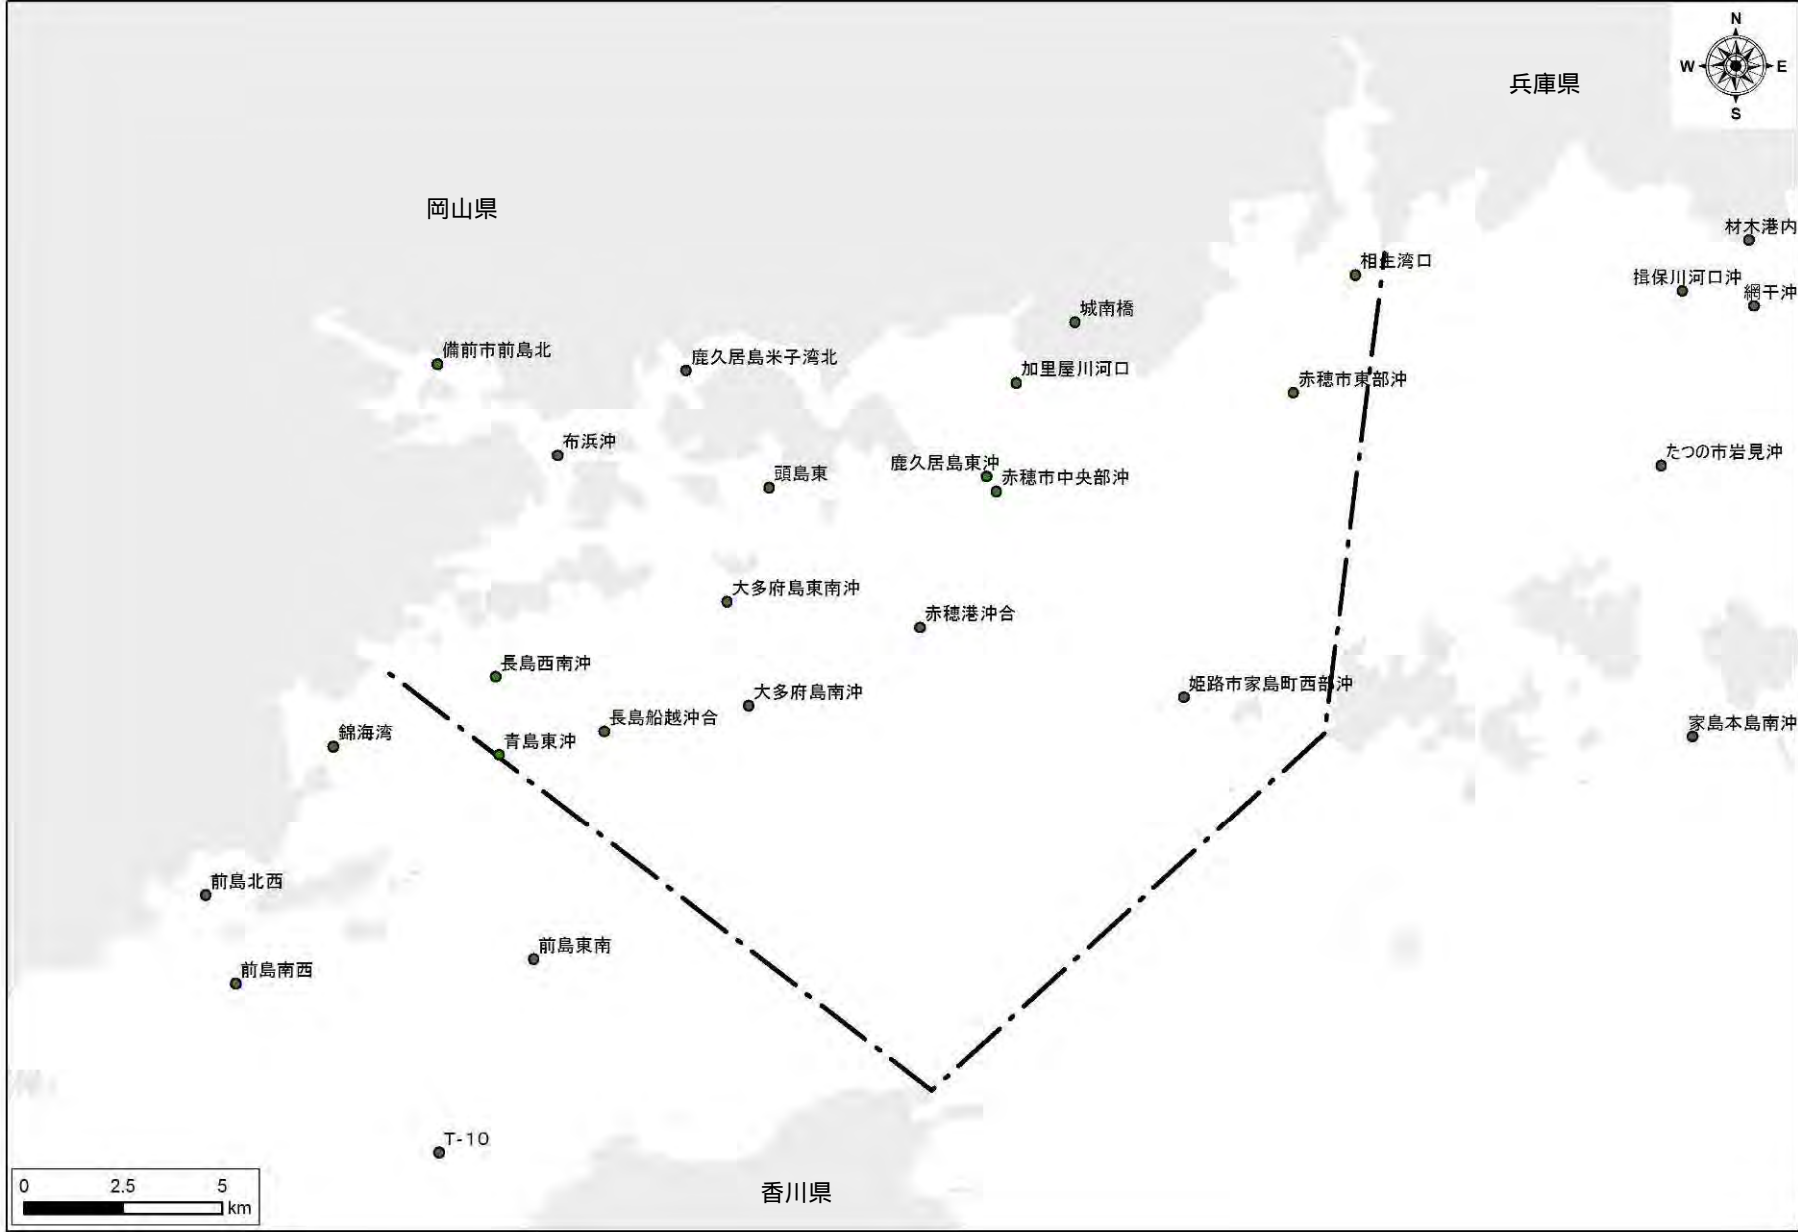 N
兵庫県
W
E
S
岡山県
材木港内
相生湾口
揖保川河口沖
網干沖
城南橋
備前市前島北
鹿久居島米子湾北
加里屋川河口
赤穂市東部沖
布浜沖
たつの市岩見沖
鹿久居島東沖
頭島東
赤穂市中央部沖
大多府島東南沖
赤穂港沖合
長島西南沖
姫路市家島町西部沖
大多府島南沖
長島船越沖合
家島本島南沖
錦海湾
青島東沖
前島北西
前島東南
前島南西
T-10
0 2.5 5
km
香川県